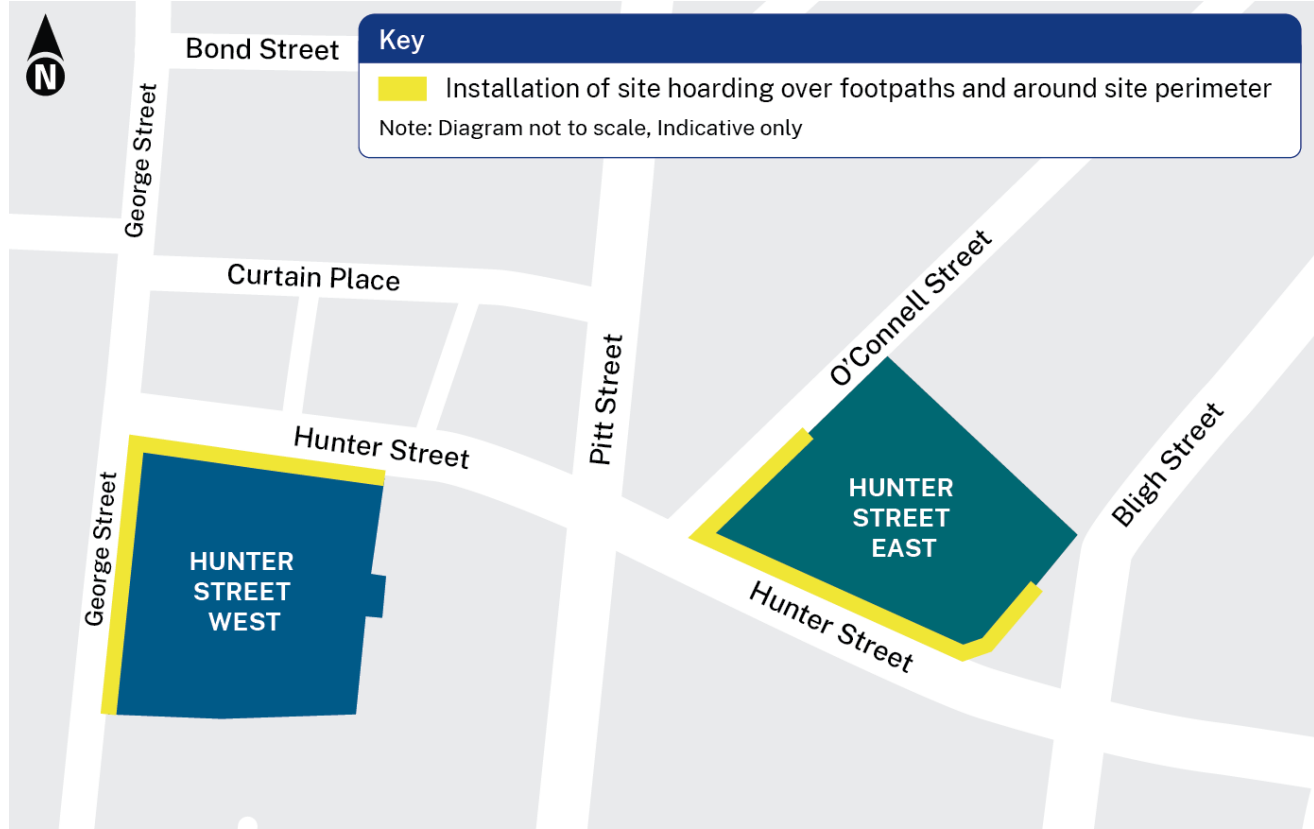 N
Key
Installation of site hoarding over footpaths and around site perimeter
Note: Diagram not to scale, Indicative only
Bond Street
George Street
Curtain Place
O'Connell Street
Pitt Street
Hunter Street
Bligh Street
George Street
HUNTER
STREET
WEST
HUNTER
STREET
EAST
Hunter Street